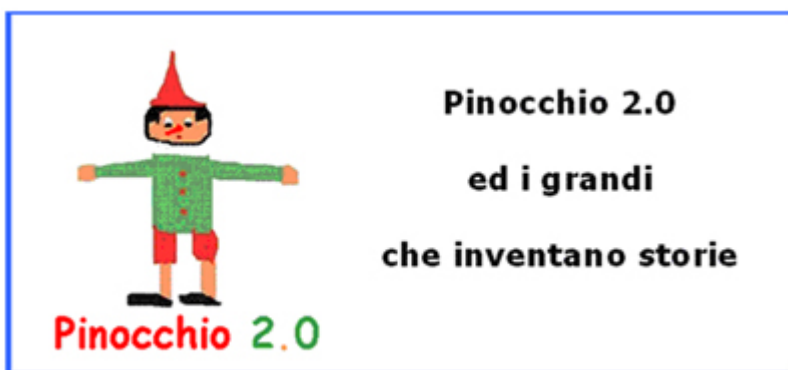 Pinocchio 2.0
Pinocchio 2.0
ed i grandi
che inventano storie